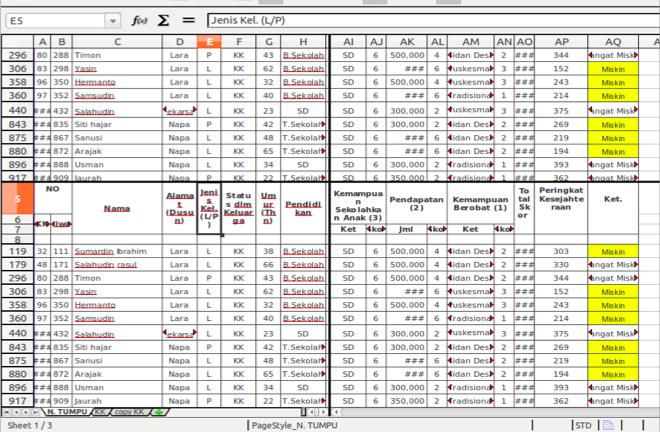 E5 f(x) Σ = Jenis Kel. (L/P)
A B C D E F G H AI AJ AK AL AM AN AO AP AQ
296 80 288 Timon Lara P KK 43 B.Sekolah SD 6 500,000 4 idan Des 2 ### 344 angat Misk
306 83 298 Yasin Lara L KK 62 B.Sekolah SD 6 ### 6 uskesma 3 ### 152 Miskin
358 96 350 Hermanto Lara L KK 32 B.Sekolah SD 6 500,000 4 uskesma 3 ### 243 Miskin
360 97 352 Samsudin Lara L KK 40 B.Sekolah SD 6 ### 6 radisiona 1 ### 214 Miskin
440 ### 432 Salahudin ekarsa L KK 23 SD SD 6 300,000 2 uskesma 3 ### 375 angat Misk
843 ### 835 Siti hajar Napa P KK 42 T.Sekolah SD 6 300,000 2 idan Des 2 ### 269 Miskin
875 ### 867 Sanusi Napa L KK 48 T.Sekolah SD 6 ### 6 idan Des 2 ### 219 Miskin
880 ### 872 Arajak Napa L KK 65 T.Sekolah SD 6 ### 6 idan Des 2 ### 194 Miskin
896 ### 888 Usman Napa L KK 34 SD SD 6 300,000 2 radisiona 1 ### 393 angat Misk
917 ### 909 Jaurah Napa P KK 22 T.Sekolah SD 6 350,000 2 radisiona 1 ### 362 angat Misk
5 NO Nama Alamat (Dusun) Jenis Kel. (L/P) Status dlm Keluarga Umur (Thn) Pendidikan Kemampuan Sekolahkan Anak (3) Pendapatan (2) Kemampuan Berobat (1) Total Skor Peringkat Kesejahteraan Ket.
6
7 Ket sko Jml sko Ket sko
8
119 32 111 Sumardin Ibrahim Lara L KK 38 B.Sekolah SD 6 500,000 4 idan Des 2 ### 303 Miskin
179 48 171 Salahudin rasul Lara L KK 66 B.Sekolah SD 6 500,000 4 idan Des 2 ### 330 angat Misk
296 80 288 Timon Lara P KK 43 B.Sekolah SD 6 500,000 4 idan Des 2 ### 344 angat Misk
306 83 298 Yasin Lara L KK 62 B.Sekolah SD 6 ### 6 uskesma 3 ### 152 Miskin
358 96 350 Hermanto Lara L KK 32 B.Sekolah SD 6 500,000 4 uskesma 3 ### 243 Miskin
360 97 352 Samsudin Lara L KK 40 B.Sekolah SD 6 ### 6 radisiona 1 ### 214 Miskin
440 ### 432 Salahudin ekarsa L KK 23 SD SD 6 300,000 2 uskesma 3 ### 375 angat Misk
843 ### 835 Siti hajar Napa P KK 42 T.Sekolah SD 6 300,000 2 idan Des 2 ### 269 Miskin
875 ### 867 Sanusi Napa L KK 48 T.Sekolah SD 6 ### 6 idan Des 2 ### 219 Miskin
880 ### 872 Arajak Napa L KK 65 T.Sekolah SD 6 ### 6 idan Des 2 ### 194 Miskin
896 ### 888 Usman Napa L KK 34 SD SD 6 300,000 2 radisiona 1 ### 393 angat Misk
917 ### 909 Jaurah Napa P KK 22 T.Sekolah SD 6 350,000 2 radisiona 1 ### 362 angat Misk
N. TUMPU KK copy KK
Sheet 1 / 3 PageStyle_N. TUMPU STD